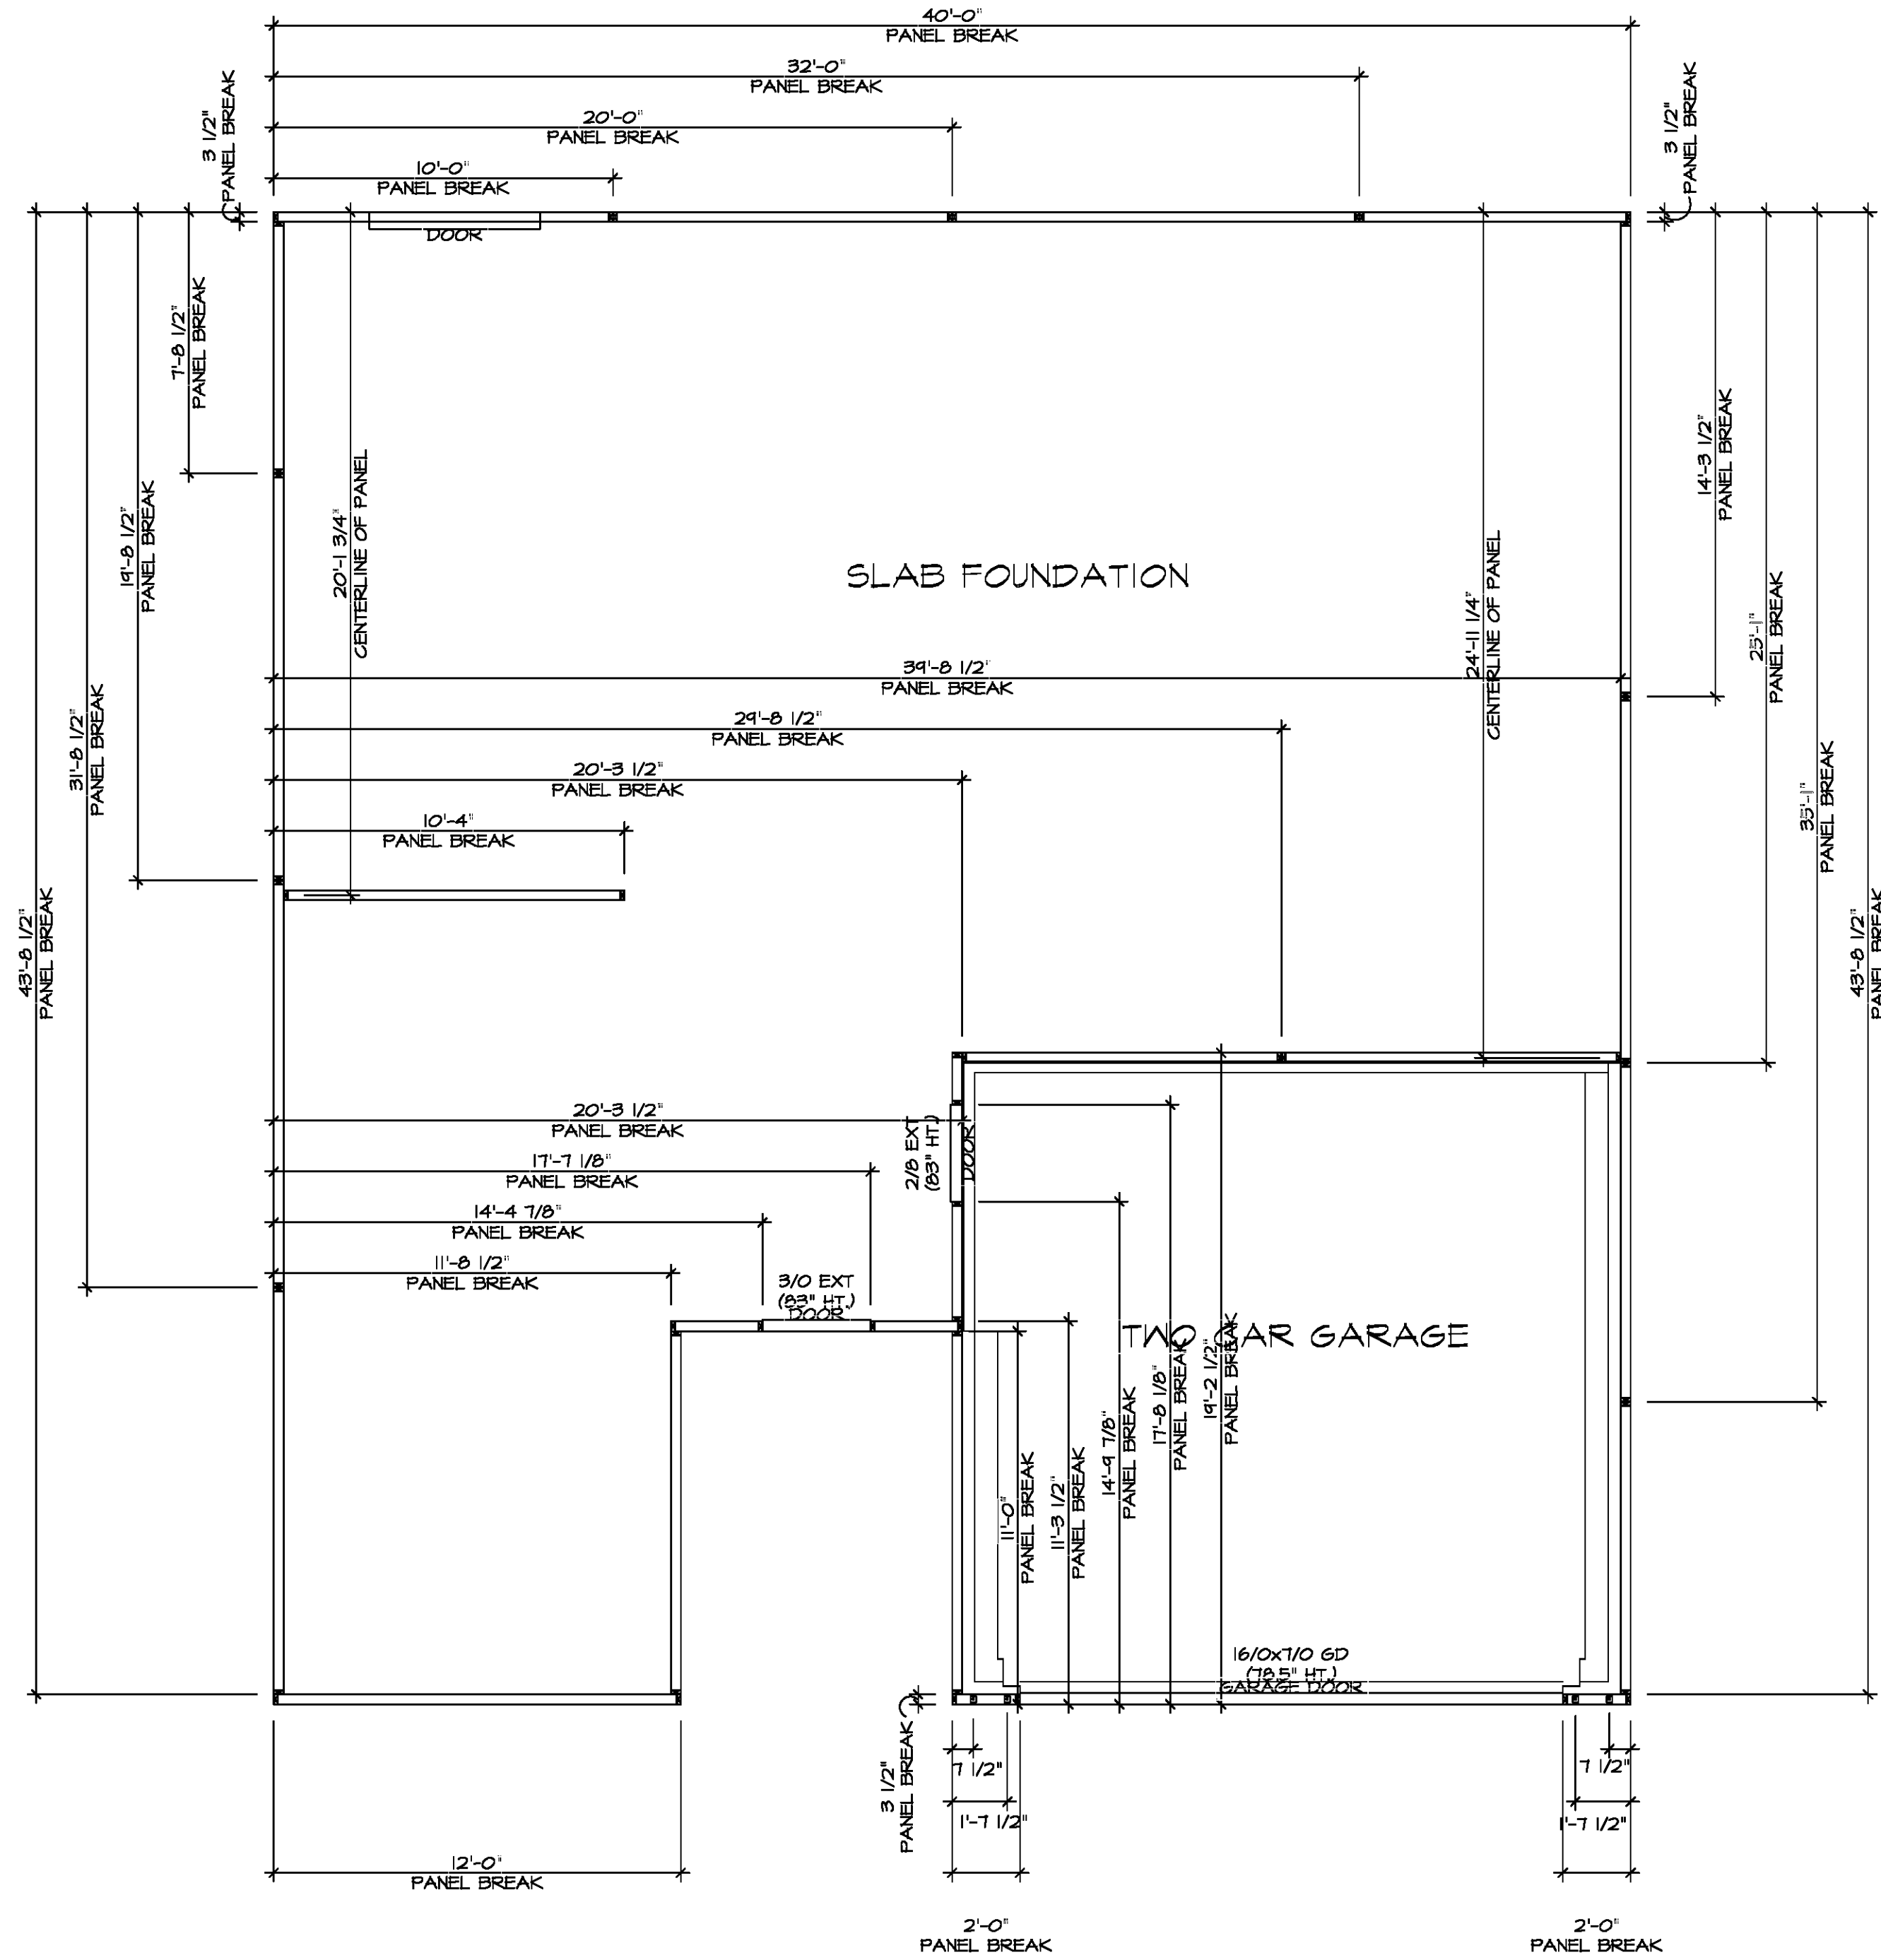 40'-0"
PANEL BREAK
32'-0"
PANEL BREAK
20'-0"
PANEL BREAK
10'-0"
PANEL BREAK
3 1/2"
PANEL BREAK
3 1/2"
PANEL BREAK
DOOR
7'-8 1/2"
PANEL BREAK
19'-8 1/2"
PANEL BREAK
31'-8 1/2"
PANEL BREAK
43'-8 1/2"
PANEL BREAK
20'-1 3/4"
CENTERLINE OF PANEL
SLAB FOUNDATION
24'-11 1/4"
CENTERLINE OF PANEL
14'-3 1/2"
PANEL BREAK
25'-1"
PANEL BREAK
35'-1"
PANEL BREAK
43'-8 1/2"
PANEL BREAK
39'-8 1/2"
PANEL BREAK
29'-8 1/2"
PANEL BREAK
20'-3 1/2"
PANEL BREAK
10'-4"
PANEL BREAK
20'-3 1/2"
PANEL BREAK
17'-7 1/8"
PANEL BREAK
14'-4 7/8"
PANEL BREAK
11'-8 1/2"
PANEL BREAK
2/8 EXT
(83" HT.)
DOOR
3/0 EXT
(83" HT.)
DOOR
TWO CAR GARAGE
11'-0"
PANEL BREAK
11'-3 1/2"
PANEL BREAK
14'-9 7/8"
PANEL BREAK
17'-8 1/8"
PANEL BREAK
19'-2 1/2"
PANEL BREAK
16/0x7/0 GD
(78.5" HT.)
GARAGE DOOR
3 1/2"
PANEL BREAK
7 1/2"
1'-7 1/2"
7 1/2"
1'-7 1/2"
12'-0"
PANEL BREAK
2'-0"
PANEL BREAK
2'-0"
PANEL BREAK